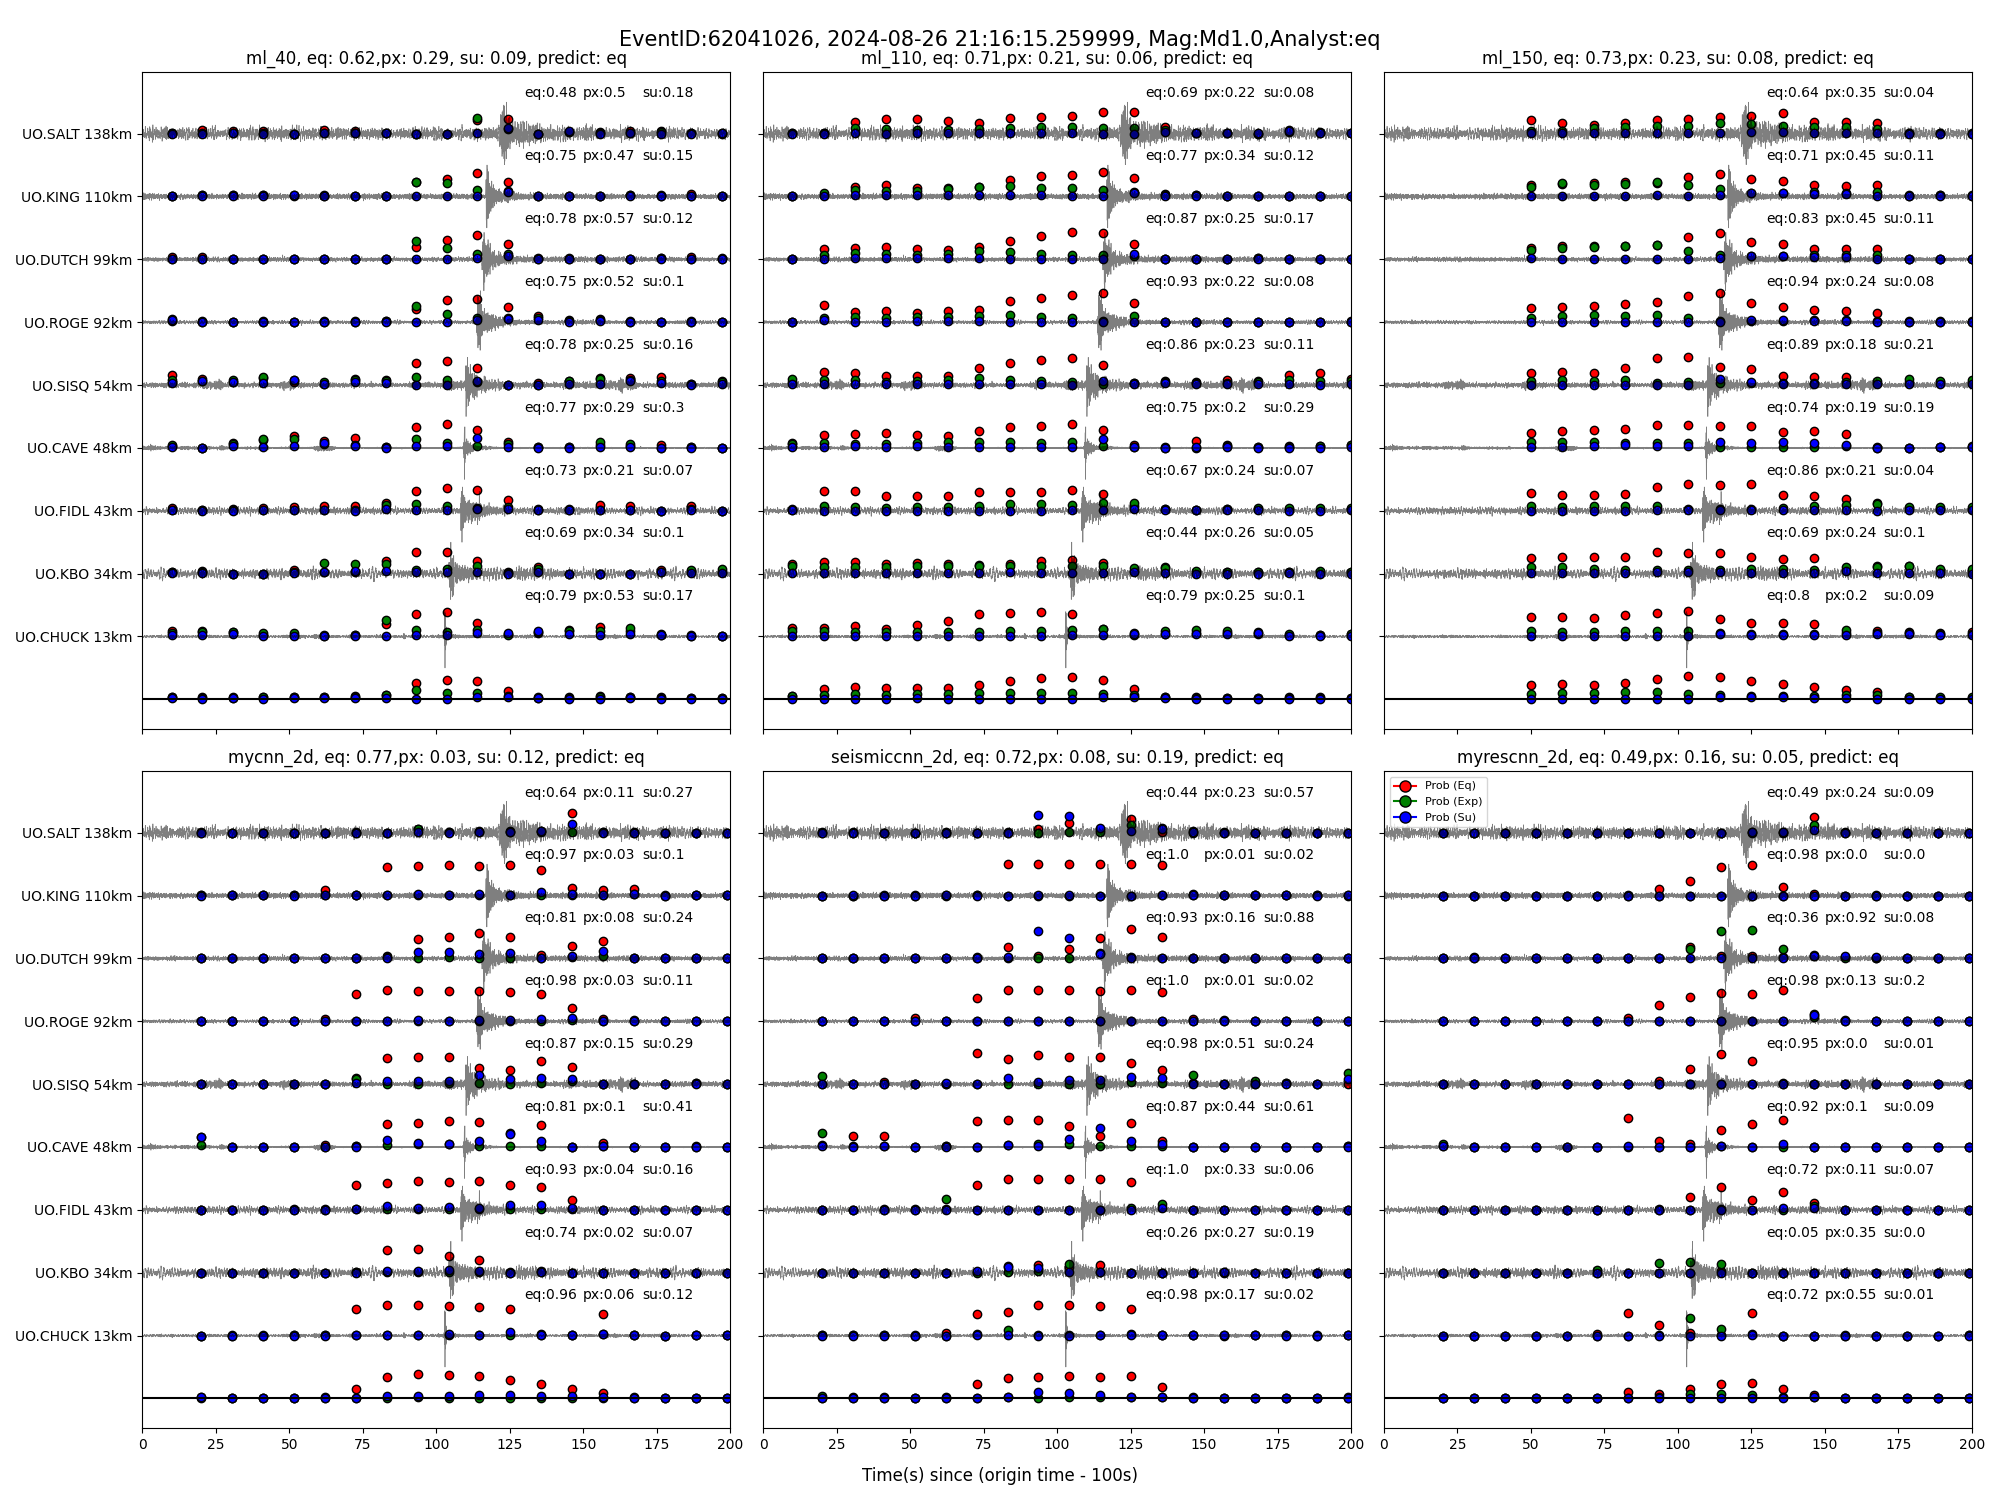 EventID:62041026, 2024-08-26 21:16:15.259999, Mag:Md1.0,Analyst:eq
ml_40, eq: 0.62,px: 0.29, su: 0.09, predict: eq
UO.SALT 138km eq:0.48 px:0.5 su:0.18
UO.KING 110km eq:0.75 px:0.47 su:0.15
UO.DUTCH 99km eq:0.78 px:0.57 su:0.12
UO.ROGE 92km eq:0.75 px:0.52 su:0.1
UO.SISQ 54km eq:0.78 px:0.25 su:0.16
UO.CAVE 48km eq:0.77 px:0.29 su:0.3
UO.FIDL 43km eq:0.73 px:0.21 su:0.07
UO.KBO 34km eq:0.69 px:0.34 su:0.1
UO.CHUCK 13km eq:0.79 px:0.53 su:0.17
ml_110, eq: 0.71,px: 0.21, su: 0.06, predict: eq
eq:0.69 px:0.22 su:0.08
eq:0.77 px:0.34 su:0.12
eq:0.87 px:0.25 su:0.17
eq:0.93 px:0.22 su:0.08
eq:0.86 px:0.23 su:0.11
eq:0.75 px:0.2 su:0.29
eq:0.67 px:0.24 su:0.07
eq:0.44 px:0.26 su:0.05
eq:0.79 px:0.25 su:0.1
ml_150, eq: 0.73,px: 0.23, su: 0.08, predict: eq
eq:0.64 px:0.35 su:0.04
eq:0.71 px:0.45 su:0.11
eq:0.83 px:0.45 su:0.11
eq:0.94 px:0.24 su:0.08
eq:0.89 px:0.18 su:0.21
eq:0.74 px:0.19 su:0.19
eq:0.86 px:0.21 su:0.04
eq:0.69 px:0.24 su:0.1
eq:0.8 px:0.2 su:0.09
mycnn_2d, eq: 0.77,px: 0.03, su: 0.12, predict: eq
UO.SALT 138km eq:0.64 px:0.11 su:0.27
UO.KING 110km eq:0.97 px:0.03 su:0.1
UO.DUTCH 99km eq:0.81 px:0.08 su:0.24
UO.ROGE 92km eq:0.98 px:0.03 su:0.11
UO.SISQ 54km eq:0.87 px:0.15 su:0.29
UO.CAVE 48km eq:0.81 px:0.1 su:0.41
UO.FIDL 43km eq:0.93 px:0.04 su:0.16
UO.KBO 34km eq:0.74 px:0.02 su:0.07
UO.CHUCK 13km eq:0.96 px:0.06 su:0.12
0 25 50 75 100 125 150 175 200
seismiccnn_2d, eq: 0.72,px: 0.08, su: 0.19, predict: eq
eq:0.44 px:0.23 su:0.57
eq:1.0 px:0.01 su:0.02
eq:0.93 px:0.16 su:0.88
eq:1.0 px:0.01 su:0.02
eq:0.98 px:0.51 su:0.24
eq:0.87 px:0.44 su:0.61
eq:1.0 px:0.33 su:0.06
eq:0.26 px:0.27 su:0.19
eq:0.98 px:0.17 su:0.02
0 25 50 75 100 125 150 175 200
myrescnn_2d, eq: 0.49,px: 0.16, su: 0.05, predict: eq
Prob (Eq)
Prob (Exp)
Prob (Su)
eq:0.49 px:0.24 su:0.09
eq:0.98 px:0.0 su:0.0
eq:0.36 px:0.92 su:0.08
eq:0.98 px:0.13 su:0.2
eq:0.95 px:0.0 su:0.01
eq:0.92 px:0.1 su:0.09
eq:0.72 px:0.11 su:0.07
eq:0.05 px:0.35 su:0.0
eq:0.72 px:0.55 su:0.01
0 25 50 75 100 125 150 175 200
Time(s) since (origin time - 100s)